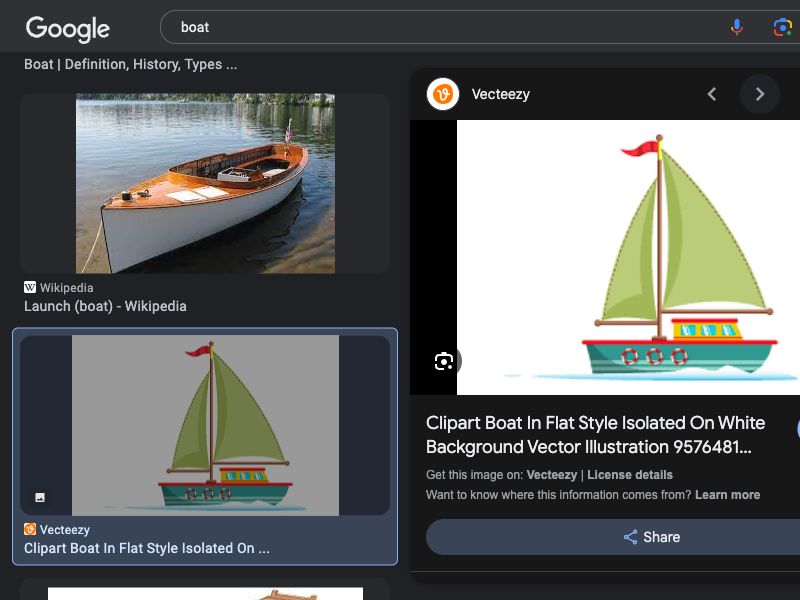 Google
boat
Boat | Definition, History, Types ...
Wikipedia
Launch (boat) - Wikipedia
Vecteezy
Clipart Boat In Flat Style Isolated On ...
Vecteezy
Clipart Boat In Flat Style Isolated On White
Background Vector Illustration 9576481...
Get this image on: Vecteezy | License details
Want to know where this information comes from? Learn more
Share